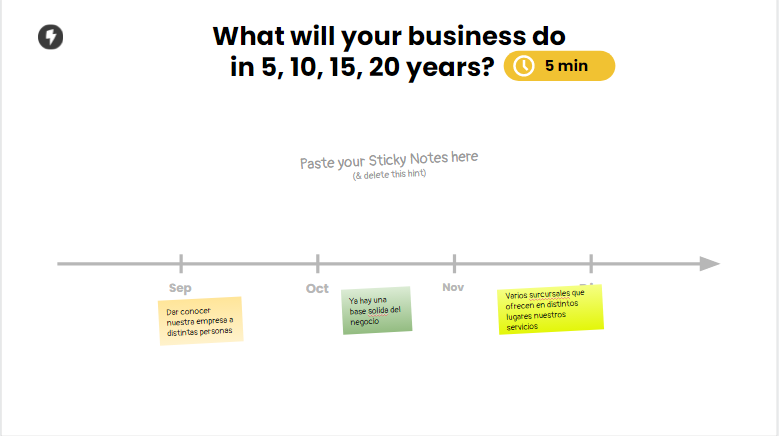 What will your business do
in 5, 10, 15, 20 years?
5 min
Paste your Sticky Notes here
(& delete this hint)
Sep
Oct
Nov
Dar conocer
nuestra empresa a
distintas personas
Ya hay una
base solida del
negocio
Varios surcursales que
ofrecen en distintos
lugares nuestros
servicios